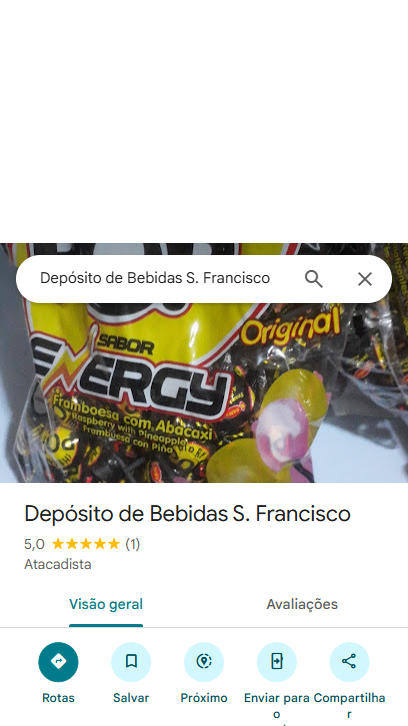 Depósito de Bebidas S. Francisco
Original
SABOR
ENERGY
Framboesa com Abacaxi
Raspberry with Pineapple
Frambuesa con Piña
Depósito de Bebidas S. Francisco
5,0 ★★★★★ (1)
Atacadista
Visão geral Avaliações
Rotas Salvar Próximo Enviar para Compartilha
o r